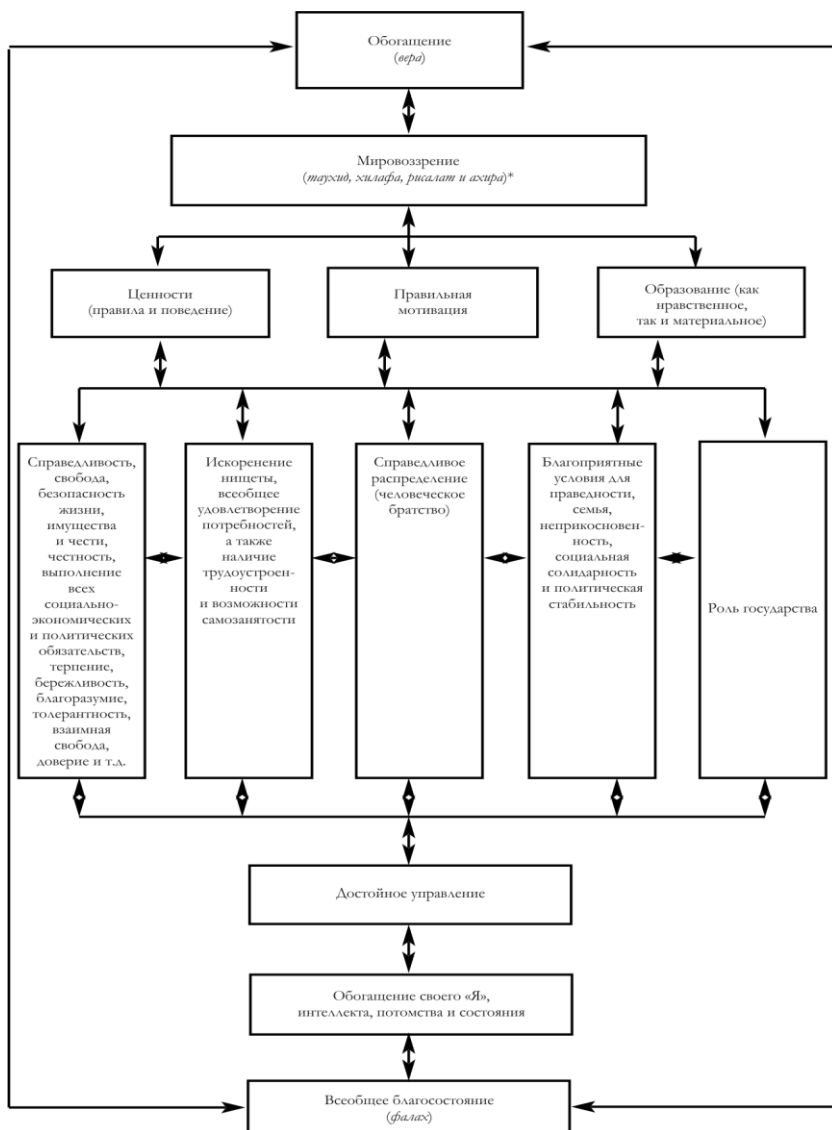 Обогащение
(вера)
Мировоззрение
(таухид, хилафа, рисалат и ахира)*
Ценности
(правила и поведение)
Правильная
мотивация
Образование (как
нравственное,
так и материальное)
Справедливость,
свобода,
безопасность
жизни,
имущества
и чести,
честность,
выполнение
всех
социально-
экономических
и политических
обязательств,
терпение,
бережливость,
благоразумие,
толерантность,
взаимная
свобода,
доверие и т.д.
Искоренение
нищеты,
всеобщее
удовлетворение
потребностей,
а также
наличие
трудоустроен-
ности
и возможности
самозанятости
Справедливое
распределение
(человеческое
братство)
Благоприятные
условия для
праведности,
семья,
неприкосновен-
ность,
социальная
солидарность
и политическая
стабильность
Роль государства
Достойное управление
Обогащение своего «Я»,
интеллекта, потомства и состояния
Всеобщее благосостояние
(фалах)